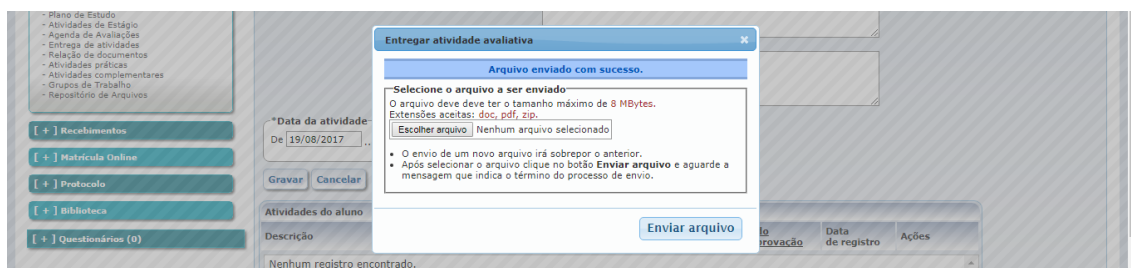 - Plano de Estudo
- Atividades de Estágio
- Agenda de Avaliações
- Entrega de atividades
- Relação de documentos
- Atividades práticas
- Atividades complementares
- Grupos de Trabalho
- Repositório de Arquivos
[ + ] Recebimentos
[ + ] Matrícula Online
[ + ] Protocolo
[ + ] Biblioteca
[ + ] Questionários (0)
*Data da atividade
De 19/08/2017 ..
Gravar Cancelar
Atividades do aluno
Descrição
provação
Data
de registro
Ações
Nenhum registro encontrado.
Entregar atividade avaliativa ×
Arquivo enviado com sucesso.
Selecione o arquivo a ser enviado
O arquivo deve deve ter o tamanho máximo de 8 MBytes.
Extensões aceitas: doc, pdf, zip.
Escolher arquivo Nenhum arquivo selecionado
• O envio de um novo arquivo irá sobrepor o anterior.
• Após selecionar o arquivo clique no botão Enviar arquivo e aguarde a
mensagem que indica o término do processo de envio.
Enviar arquivo